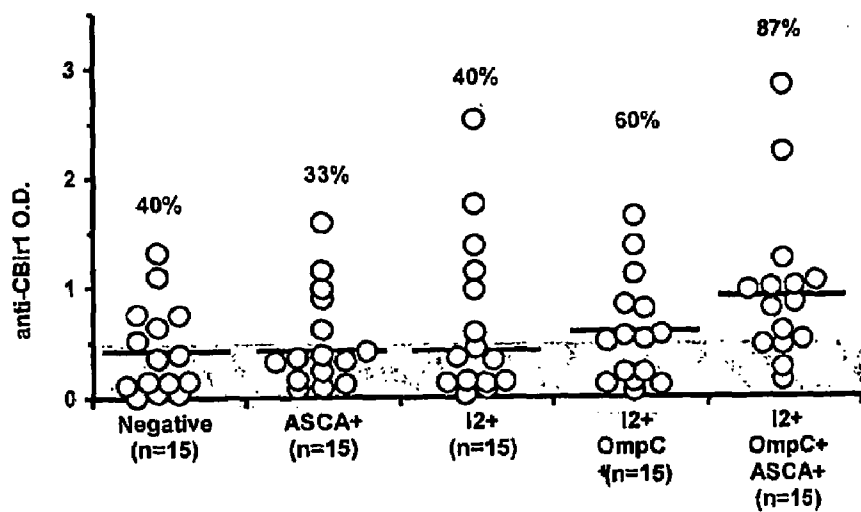 87%
3
40%
60%
2
33%
40%
anti-CBir1 O.D.
1
0
Negative
(n=15)
ASCA+
(n=15)
I2+
(n=15)
I2+
OmpC
+(n=15)
I2+
OmpC+
ASCA+
(n=15)